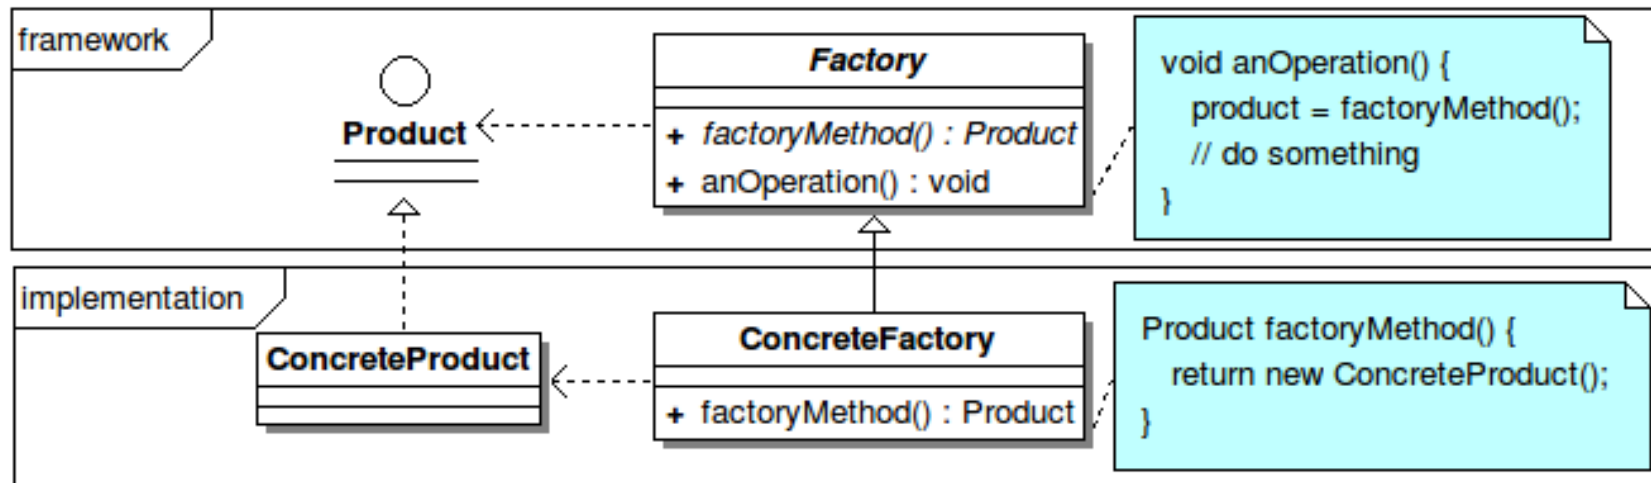 framework
Product
Factory
+ factoryMethod() : Product
+ anOperation() : void
void anOperation() {
product = factoryMethod();
// do something
}
implementation
ConcreteProduct
ConcreteFactory
+ factoryMethod() : Product
Product factoryMethod() {
return new ConcreteProduct();
}